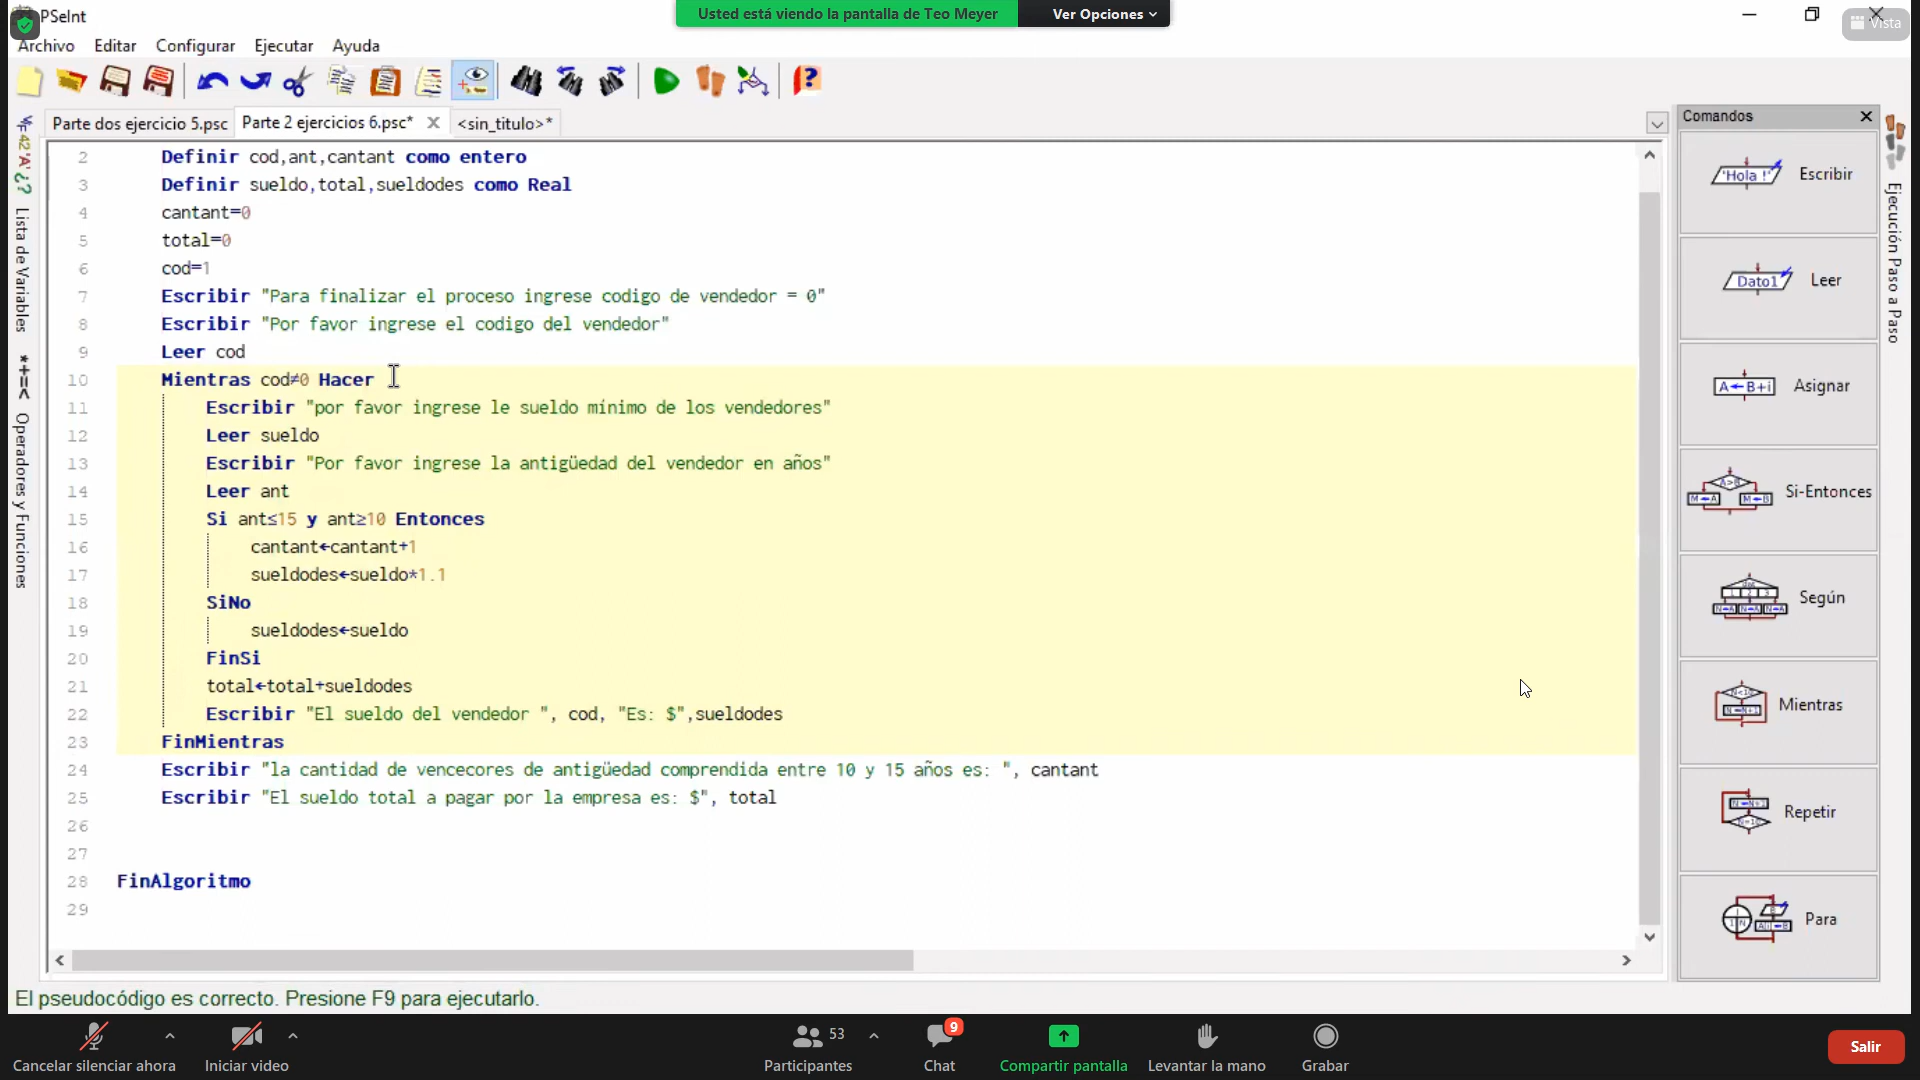 PSeInt
Usted está viendo la pantalla de Teo Meyer
Ver Opciones
Vista
Archivo Editar Configurar Ejecutar Ayuda
Parte dos ejercicio 5.psc Parte 2 ejercicios 6.psc* <sin_titulo>*
Lista de Variables
*+=< Operadores y Funciones
2 Definir cod,ant,cantant como entero
3 Definir sueldo,total,sueldodes como Real
4 cantant=0
5 total=0
6 cod=1
7 Escribir "Para finalizar el proceso ingrese codigo de vendedor = 0"
8 Escribir "Por favor ingrese el codigo del vendedor"
9 Leer cod
10 Mientras cod≠0 Hacer
11 Escribir "por favor ingrese le sueldo mínimo de los vendedores"
12 Leer sueldo
13 Escribir "Por favor ingrese la antigüedad del vendedor en años"
14 Leer ant
15 Si ant≤15 y ant≥10 Entonces
16 cantant←cantant+1
17 sueldodes←sueldo*1.1
18 SiNo
19 sueldodes←sueldo
20 FinSi
21 total←total+sueldodes
22 Escribir "El sueldo del vendedor ", cod, "Es: $",sueldodes
23 FinMientras
24 Escribir "la cantidad de vencecores de antigüedad comprendida entre 10 y 15 años es: ", cantant
25 Escribir "El sueldo total a pagar por la empresa es: $", total
26
27
28 FinAlgoritmo
29
Comandos
'Hola !' Escribir
Dato1 Leer
A←B+i Asignar
A>B M←A M←B Si-Entonces
Según
Mientras
Repetir
Para
Ejecución Paso a Paso
El pseudocódigo es correcto. Presione F9 para ejecutarlo.
53
9
Cancelar silenciar ahora
Iniciar video
Participantes
Chat
Compartir pantalla
Levantar la mano
Grabar
Salir